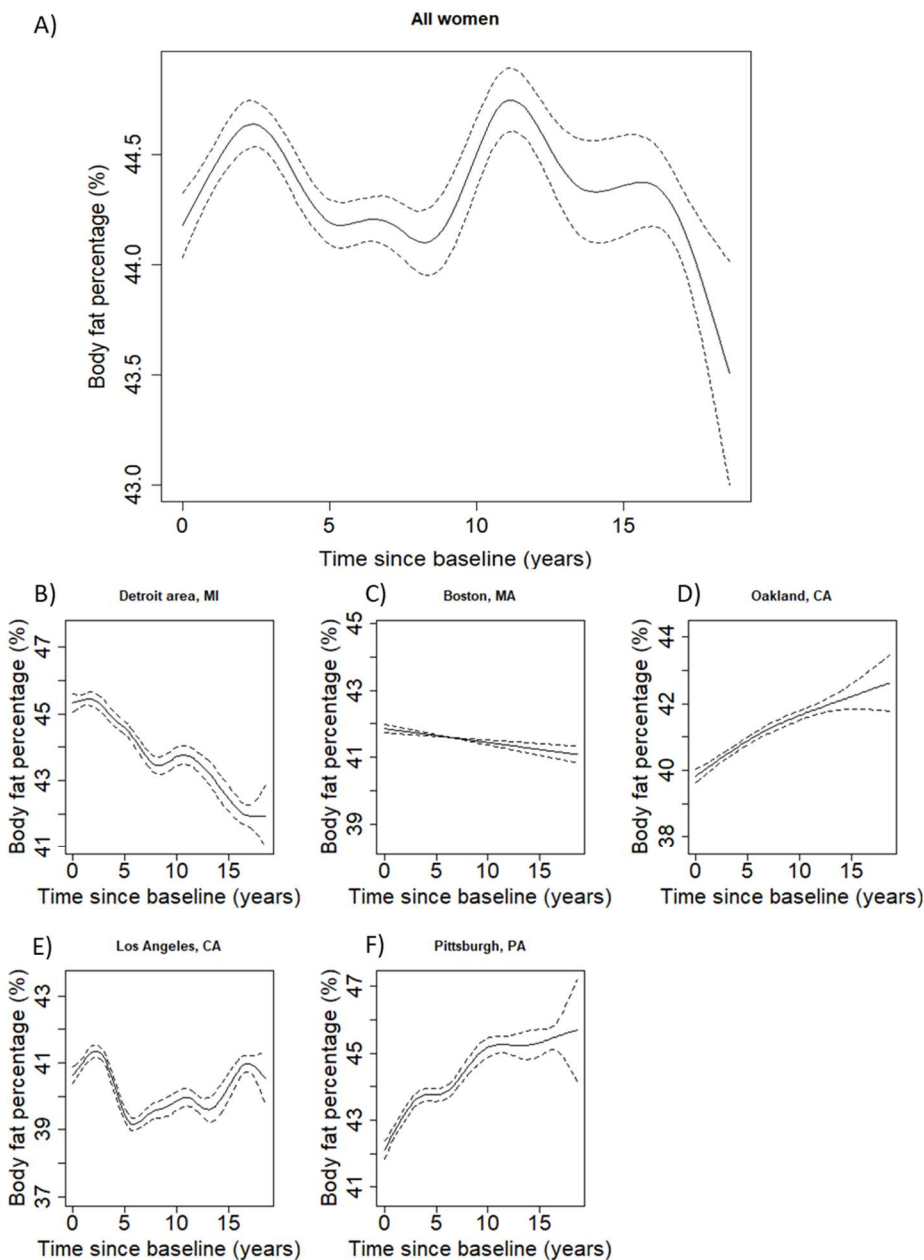 A)
All women
Body fat percentage (%)
44.5
44.0
43.5
43.0
0 5 10 15
Time since baseline (years)
B)
Detroit area, MI
Body fat percentage (%)
47
45
43
41
0 5 10 15
Time since baseline (years)
C)
Boston, MA
Body fat percentage (%)
45
43
41
39
0 5 10 15
Time since baseline (years)
D)
Oakland, CA
Body fat percentage (%)
44
42
40
38
0 5 10 15
Time since baseline (years)
E)
Los Angeles, CA
Body fat percentage (%)
43
41
39
37
0 5 10 15
Time since baseline (years)
F)
Pittsburgh, PA
Body fat percentage (%)
47
45
43
41
0 5 10 15
Time since baseline (years)